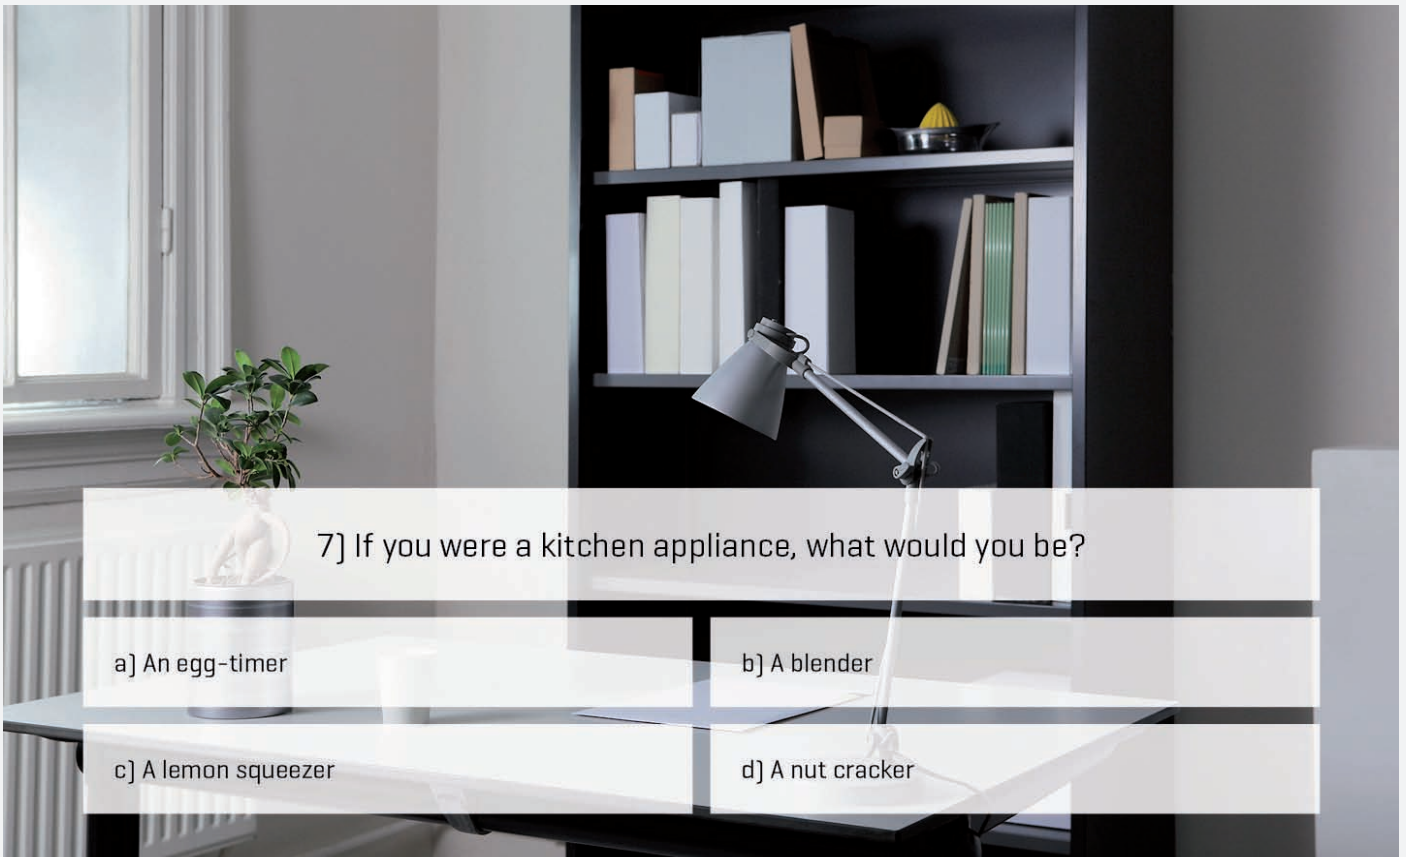 7) If you were a kitchen appliance, what would you be?
a) An egg-timer
b) A blender
c) A lemon squeezer
d) A nut cracker